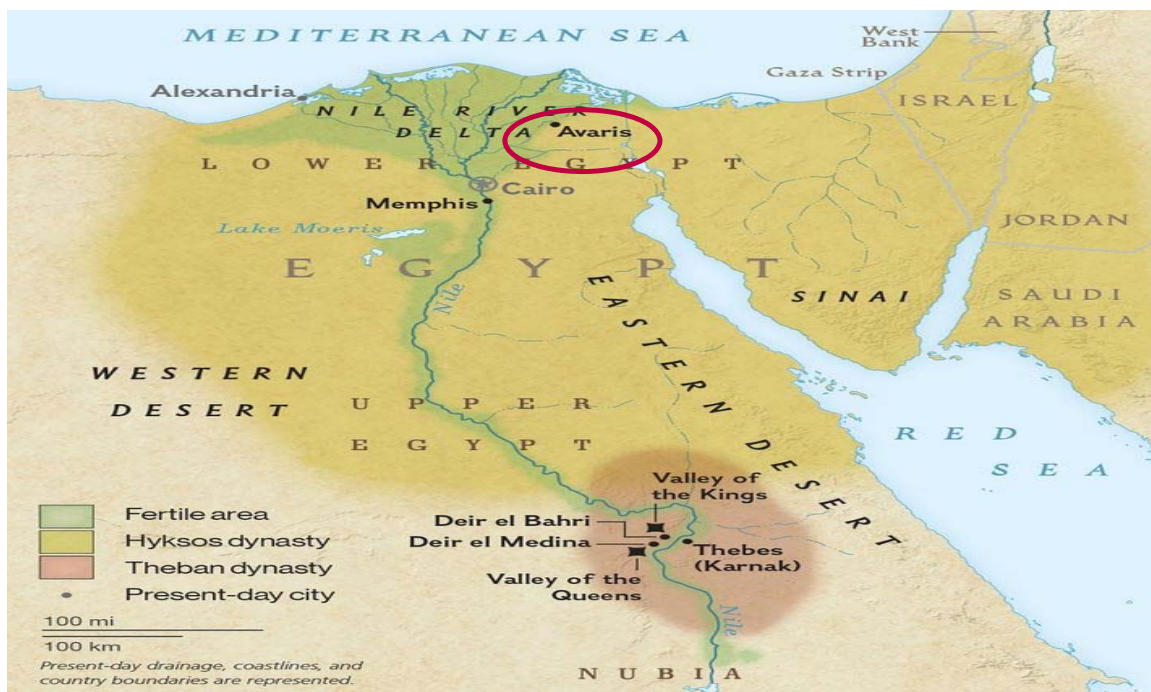 MEDITERRANEAN SEA
West
Bank
Gaza Strip
Alexandria
ISRAEL
NILE RIVER
DELTA
Avaris
LOWER EGYPT
Cairo
Memphis
Lake Moeris
JORDAN
EGYPT
SINAI
SAUDI
ARABIA
Nile
EASTERN DESERT
WESTERN
DESERT
UPPER
EGYPT
RED
SEA
Valley of
the Kings
Deir el Bahri
Deir el Medina
Thebes
(Karnak)
Valley of the
Queens
Nile
NUBIA
Fertile area
Hyksos dynasty
Theban dynasty
Present-day city
100 mi
100 km
Present-day drainage, coastlines, and
country boundaries are represented.